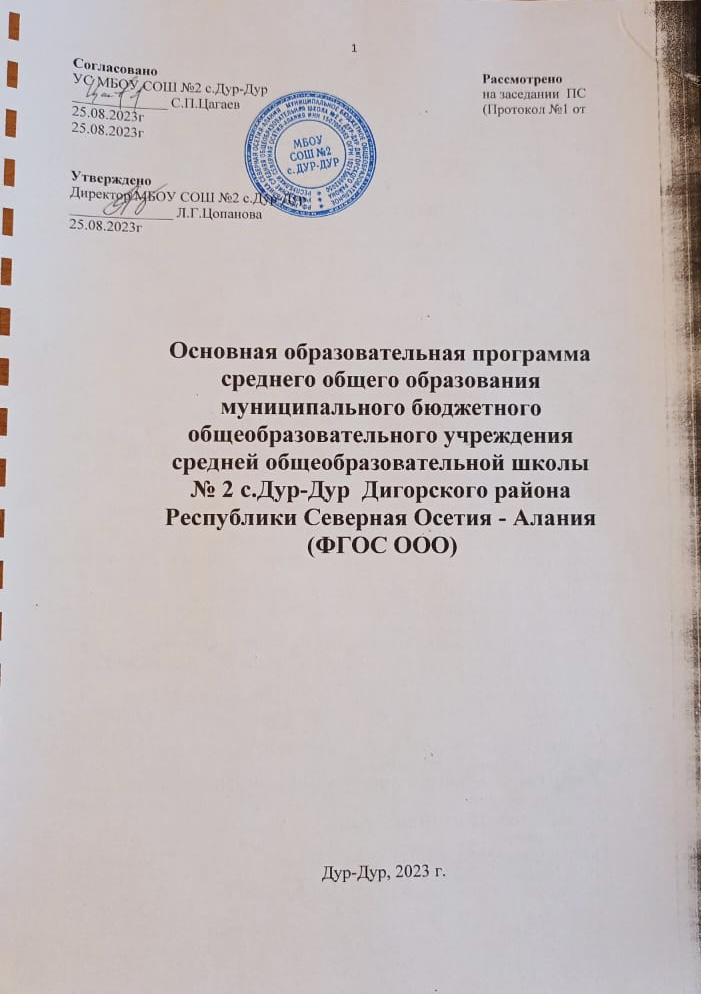 1
Согласовано
УС МБОУ СОШ №2 с.Дур-Дур
______________ С.П.Цагаев
25.08.2023г
25.08.2023г
Рассмотрено
на заседании ПС
(Протокол №1 от
МБОУ
СОШ №2
с. ДУР-ДУР
Утверждено
Директор МБОУ СОШ №2 с.Дур-Дур
_______________ Л.Г.Цопанова
25.08.2023г
Основная образовательная программа
среднего общего образования
муниципального бюджетного
общеобразовательного учреждения
средней общеобразовательной школы
№ 2 с.Дур-Дур Дигорского района
Республики Северная Осетия - Алания
(ФГОС ООО)
Дур-Дур, 2023 г.